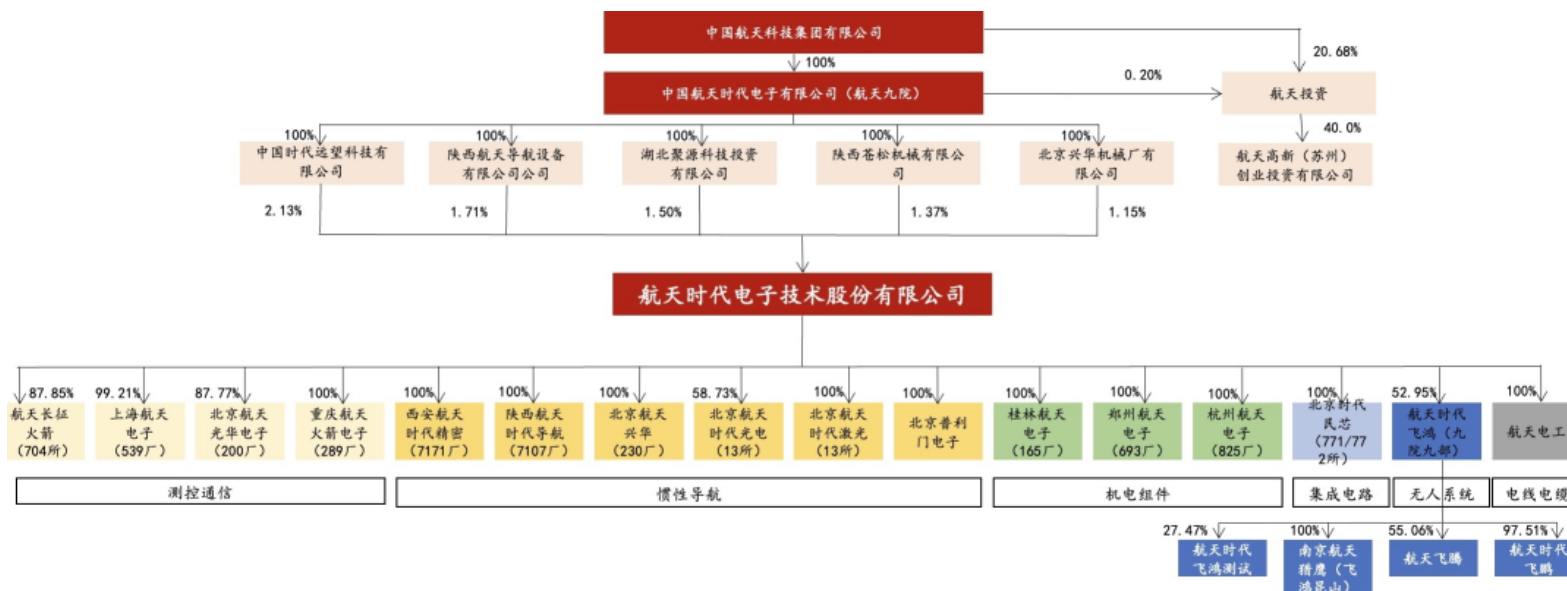 中国航天科技集团有限公司
100%
20.68%
中国航天时代电子有限公司（航天九院）
0.20%
航天投资
100%
100%
100%
100%
100%
40.0%
中国时代远望科技有
限公司
陕西航天导航设备
有限公司公司
湖北聚源科技投资
有限公司
陕西苍松机械有限公
司
北京兴华机械厂有
限公司
航天高新（苏州）
创业投资有限公司
2.13%
1.71%
1.50%
1.37%
1.15%
航天时代电子技术股份有限公司
87.85%
99.21%
87.77%
100%
100%
100%
100%
58.73%
100%
100%
100%
100%
100%
100%
52.95%
100%
航天长征
火箭
(704所)
上海航天
电子
(539厂)
北京航天
光华电子
(200厂)
重庆航天
火箭电子
(289厂)
西安航天
时代精密
(7171厂)
陕西航天
时代导航
(7107厂)
北京航天
兴华
(230厂)
北京航天
时代光电
(13所)
北京航天
时代激光
(13所)
北京普利
门电子
桂林航天
电子
(165厂)
郑州航天
电子
(693厂)
杭州航天
电子
(825厂)
北京时代
民芯
(771/77
2所)
航天时代
飞鸿（九
院九部）
航天电工
测控通信
惯性导航
机电组件
集成电路
无人系统
电线电缆
27.47%
100%
55.06%
97.51%
航天时代
飞鸿测试
南京航天
猎鹰（飞
鸿昆山）
航天飞腾
航天时代
飞鹏